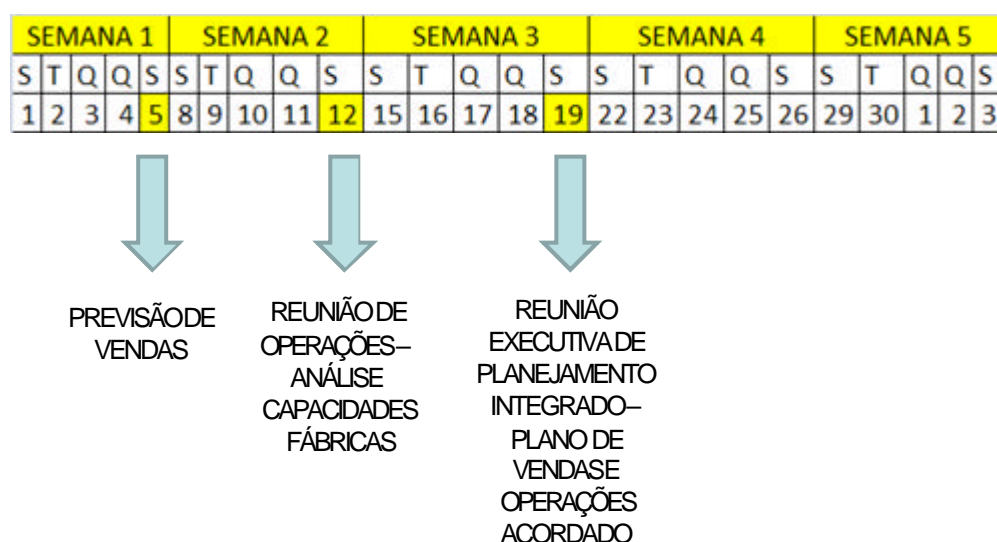 SEMANA 1 SEMANA 2 SEMANA 3 SEMANA 4 SEMANA 5
S T Q Q S S T Q Q S S T Q Q S S T Q Q S S T Q Q S
1 2 3 4 5 8 9 10 11 12 15 16 17 18 19 22 23 24 25 26 29 30 1 2 3
PREVISÃO DE
VENDAS
REUNIÃO DE
OPERAÇÕES –
ANÁLISE
CAPACIDADES
FÁBRICAS
REUNIÃO
EXECUTIVA DE
PLANEJAMENTO
INTEGRADO –
PLANO DE
VENDAS E
OPERAÇÕES
ACORDADO